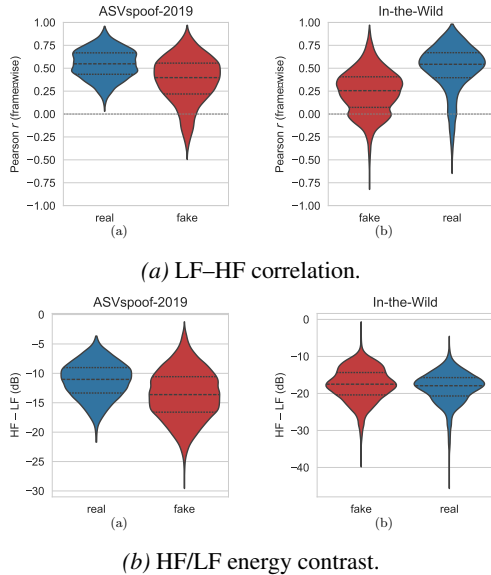 ASVspoof-2019
In-the-Wild
Pearson r (framewise)
1.00
0.75
0.50
0.25
0.00
−0.25
−0.50
−0.75
−1.00
real
fake
(a)
Pearson r (framewise)
1.00
0.75
0.50
0.25
0.00
−0.25
−0.50
−0.75
−1.00
fake
real
(b)
(a) LF–HF correlation.
ASVspoof-2019
In-the-Wild
HF – LF (dB)
0
−5
−10
−15
−20
−25
−30
real
fake
(a)
HF – LF (dB)
0
−10
−20
−30
−40
fake
real
(b)
(b) HF/LF energy contrast.